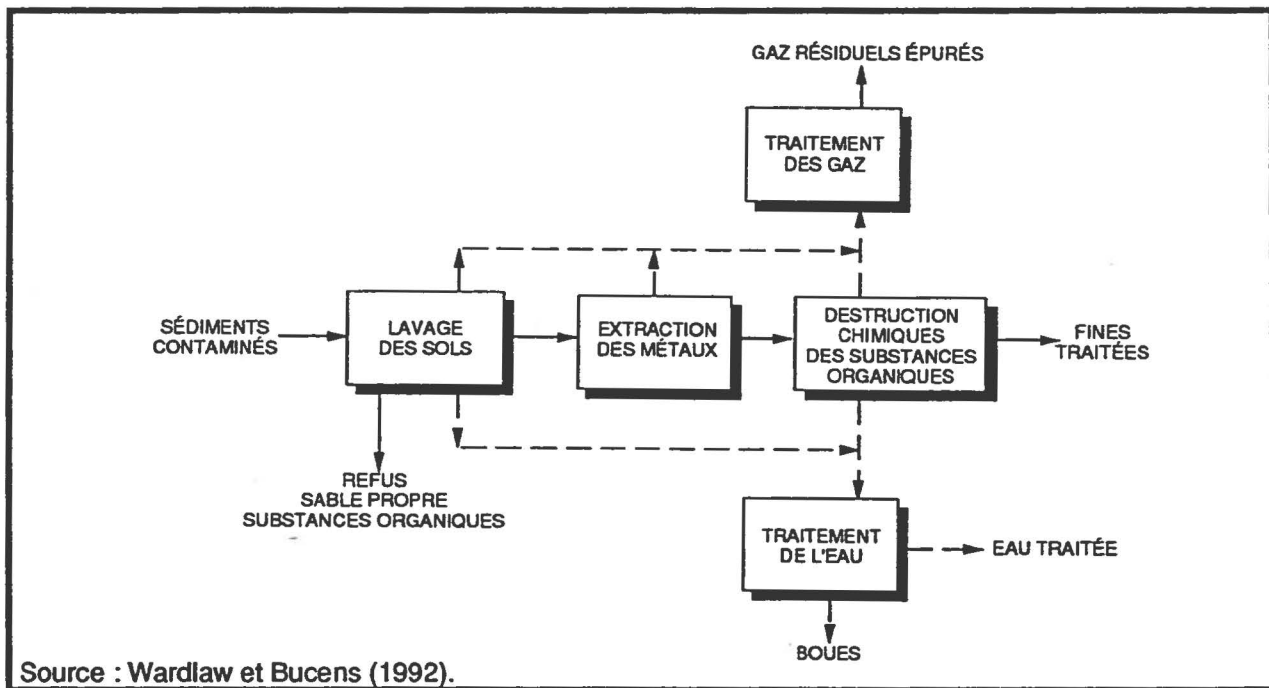 GAZ RÉSIDUELS ÉPURÉS
TRAITEMENT
DES GAZ
SÉDIMENTS
CONTAMINÉS
LAVAGE
DES SOLS
EXTRACTION
DES MÉTAUX
DESTRUCTION
CHIMIQUES
DES SUBSTANCES
ORGANIQUES
FINES
TRAITÉES
REFUS
SABLE PROPRE
SUBSTANCES ORGANIQUES
TRAITEMENT
DE L'EAU
EAU TRAITÉE
BOUES
Source : Wardlaw et Bucens (1992).